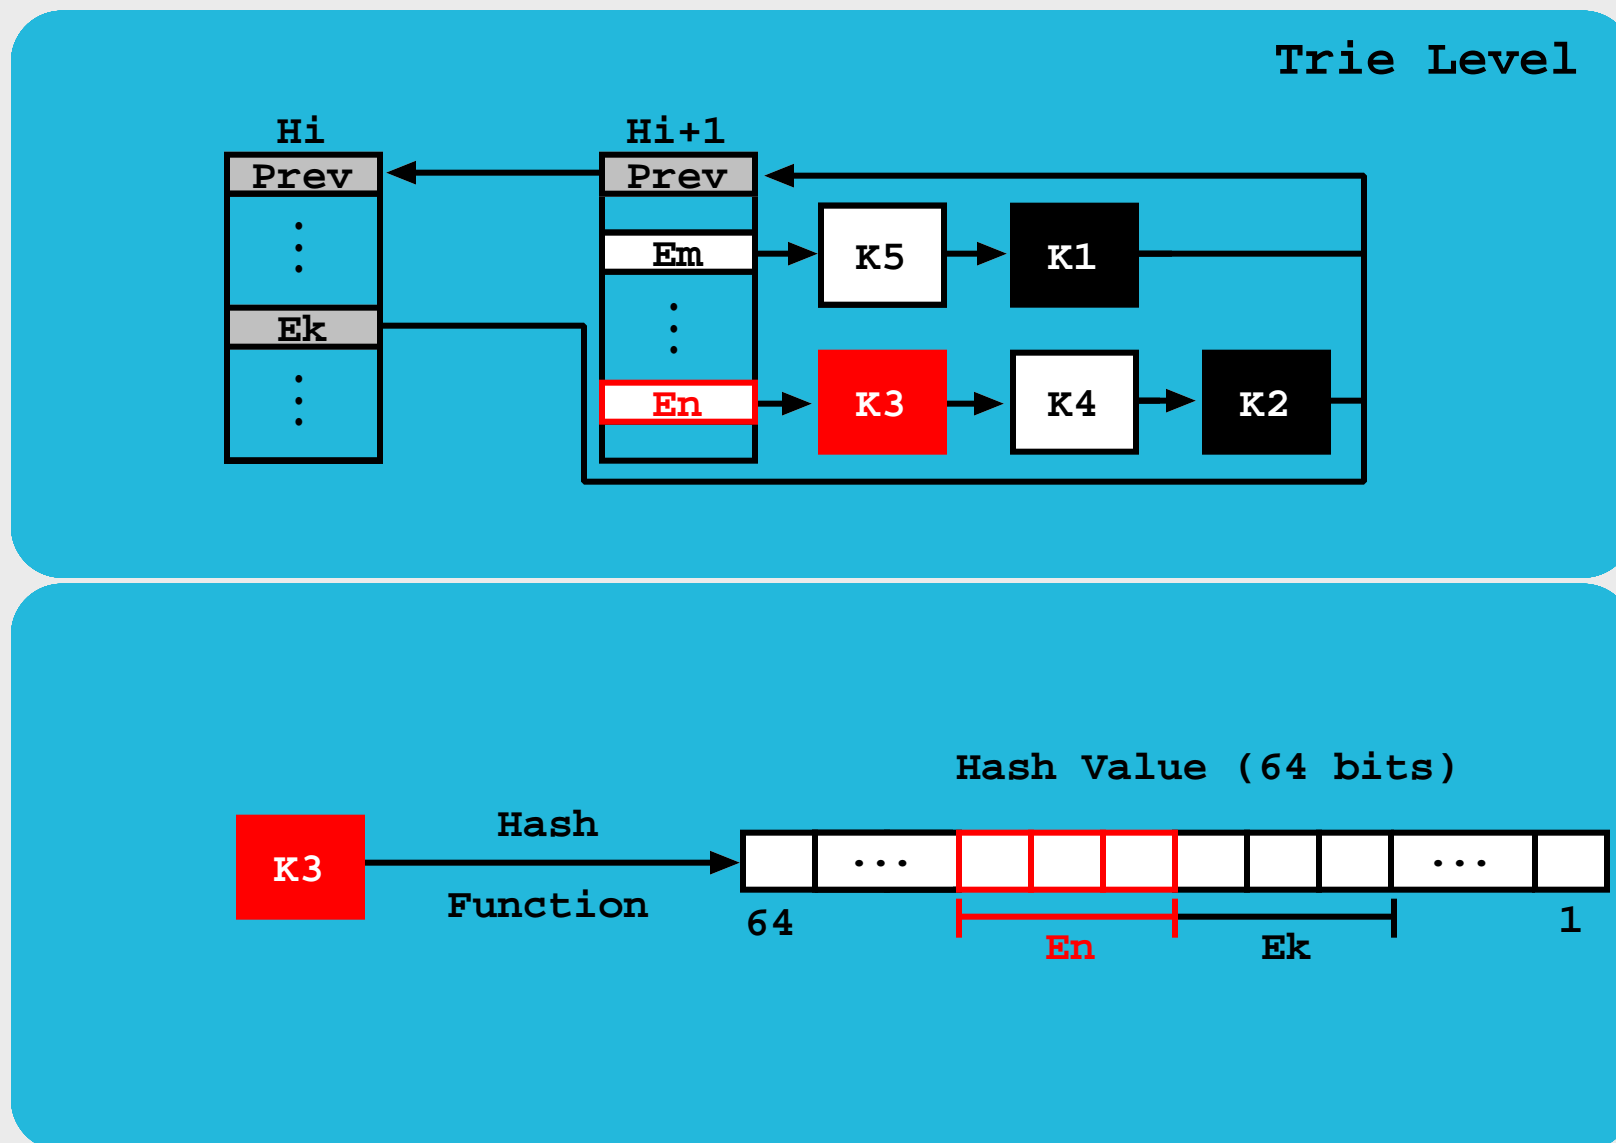 Trie Level
Hi
Hi+1
Prev
Prev
Em
K5
K1
Ek
En
K3
K4
K2
Hash Value (64 bits)
Hash
K3
...
...
Function
64
1
En
Ek